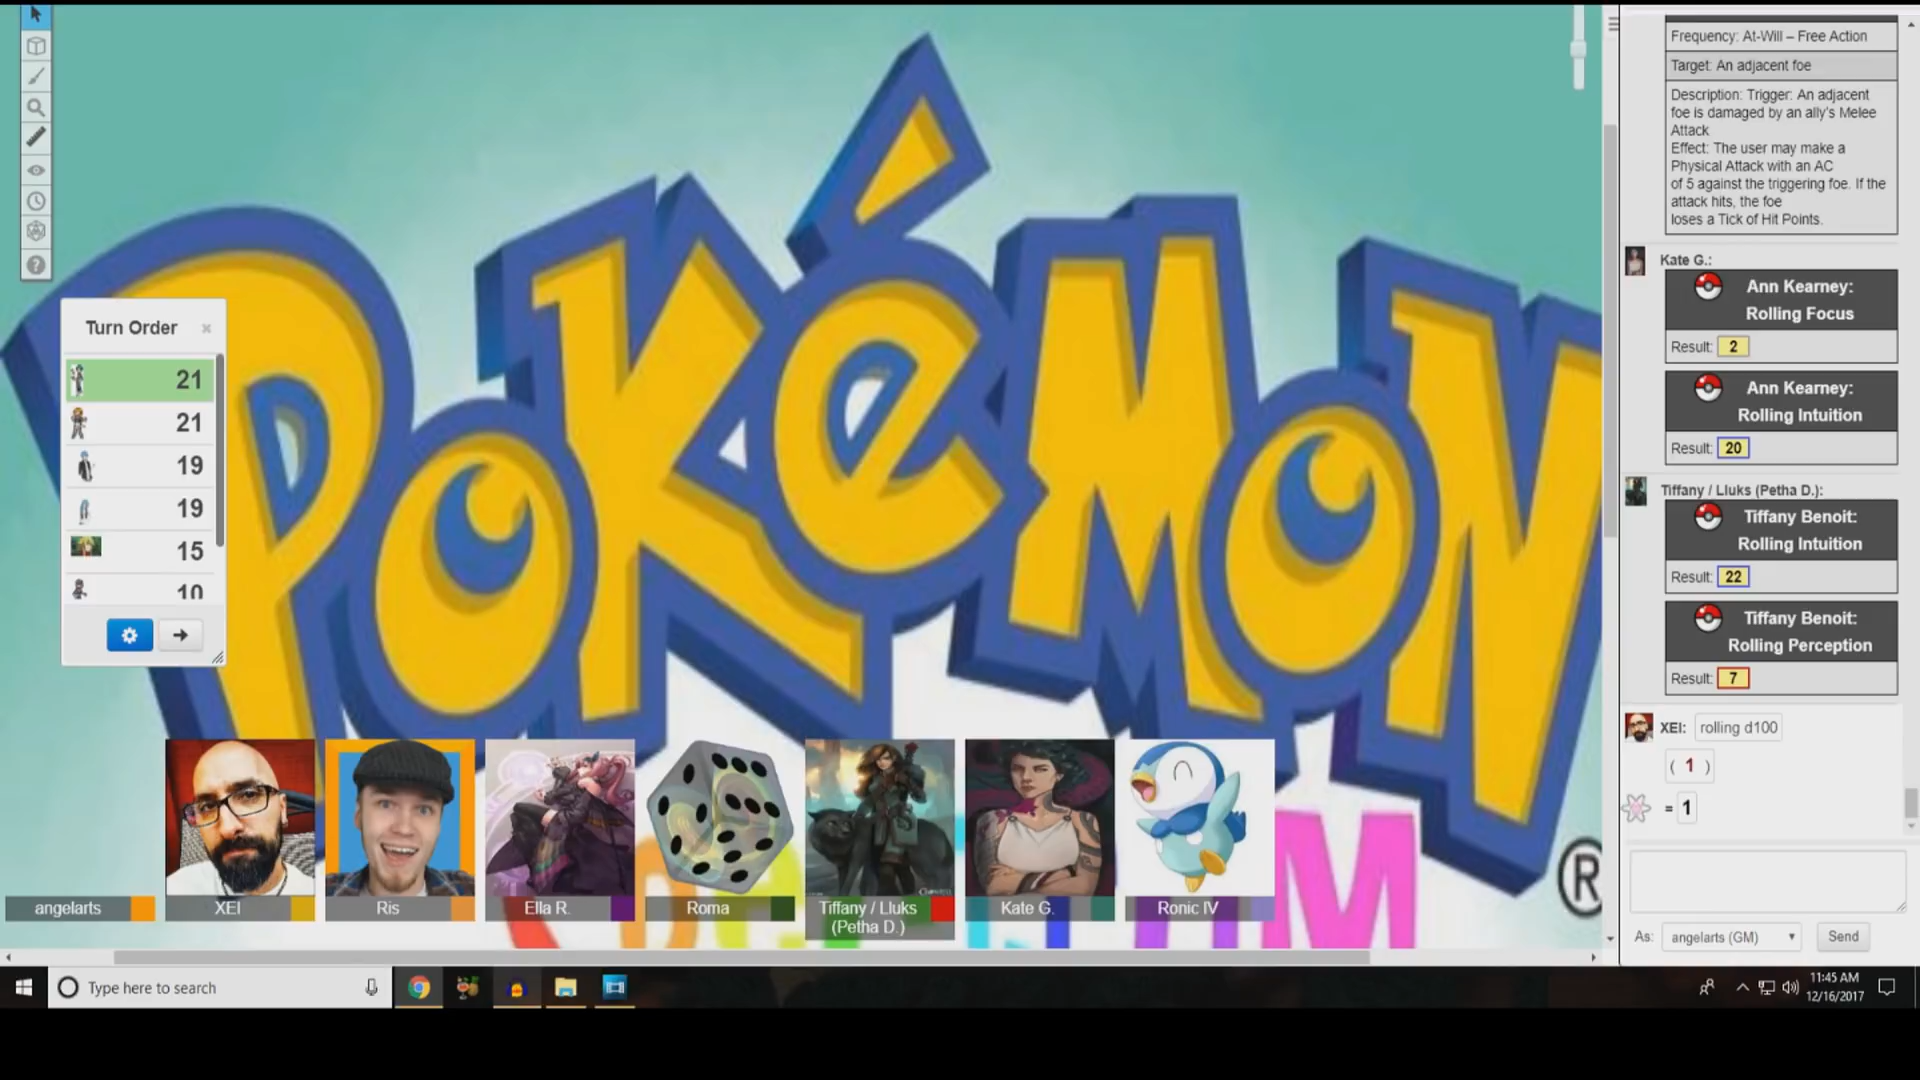 POKéMON
®
Turn Order ×
21
21
19
19
15
10
angelarts
XEI
Ris
Ella R.
Roma
Tiffany / Lluks
(Petha D.)
Kate G.
Ronic IV
Frequency: At-Will – Free Action
Target: An adjacent foe
Description: Trigger: An adjacent
foe is damaged by an ally's Melee
Attack
Effect: The user may make a
Physical Attack with an AC
of 5 against the triggering foe. If the
attack hits, the foe
loses a Tick of Hit Points.
Kate G.:
Ann Kearney:
Rolling Focus
Result: 2
Ann Kearney:
Rolling Intuition
Result: 20
Tiffany / Lluks (Petha D.):
Tiffany Benoit:
Rolling Intuition
Result: 22
Tiffany Benoit:
Rolling Perception
Result: 7
XEI: rolling d100
( 1 )
= 1
As: angelarts (GM)
Send
Type here to search
11:45 AM
12/16/2017